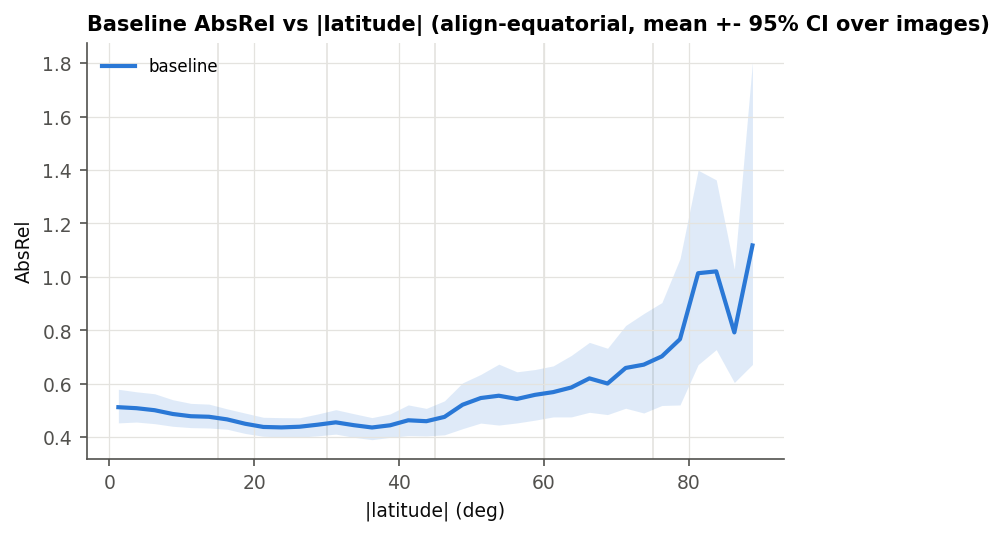 Baseline AbsRel vs |latitude| (align-equatorial, mean +- 95% CI over images)
baseline
1.8
1.6
1.4
1.2
1.0
0.8
0.6
0.4
AbsRel
0 20 40 60 80
|latitude| (deg)